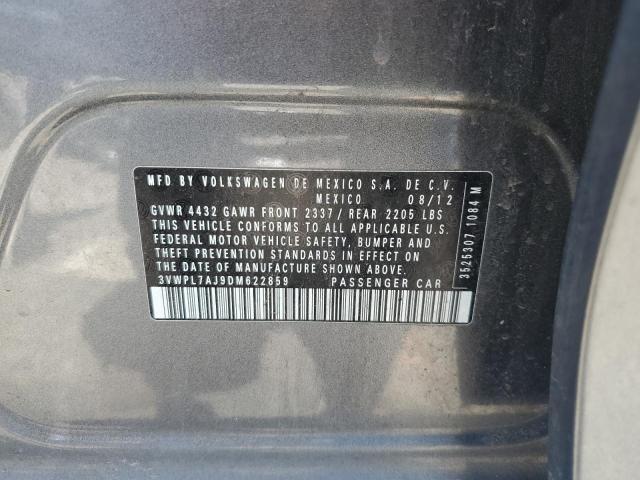 MFD BY VOLKSWAGEN DE MEXICO S.A. DE C.V.
MEXICO 08/12
GVWR 4432 GAWR FRONT 2337/ REAR 2205 LBS
THIS VEHICLE CONFORMS TO ALL APPLICABLE U.S.
FEDERAL MOTOR VEHICLE SAFETY, BUMPER AND
THEFT PREVENTION STANDARDS IN EFFECT ON THE
DATE OF MANUFACTURE SHOWN ABOVE.
3VWPL7AJ9DM622859 PASSENGER CAR
3525307 1084 M